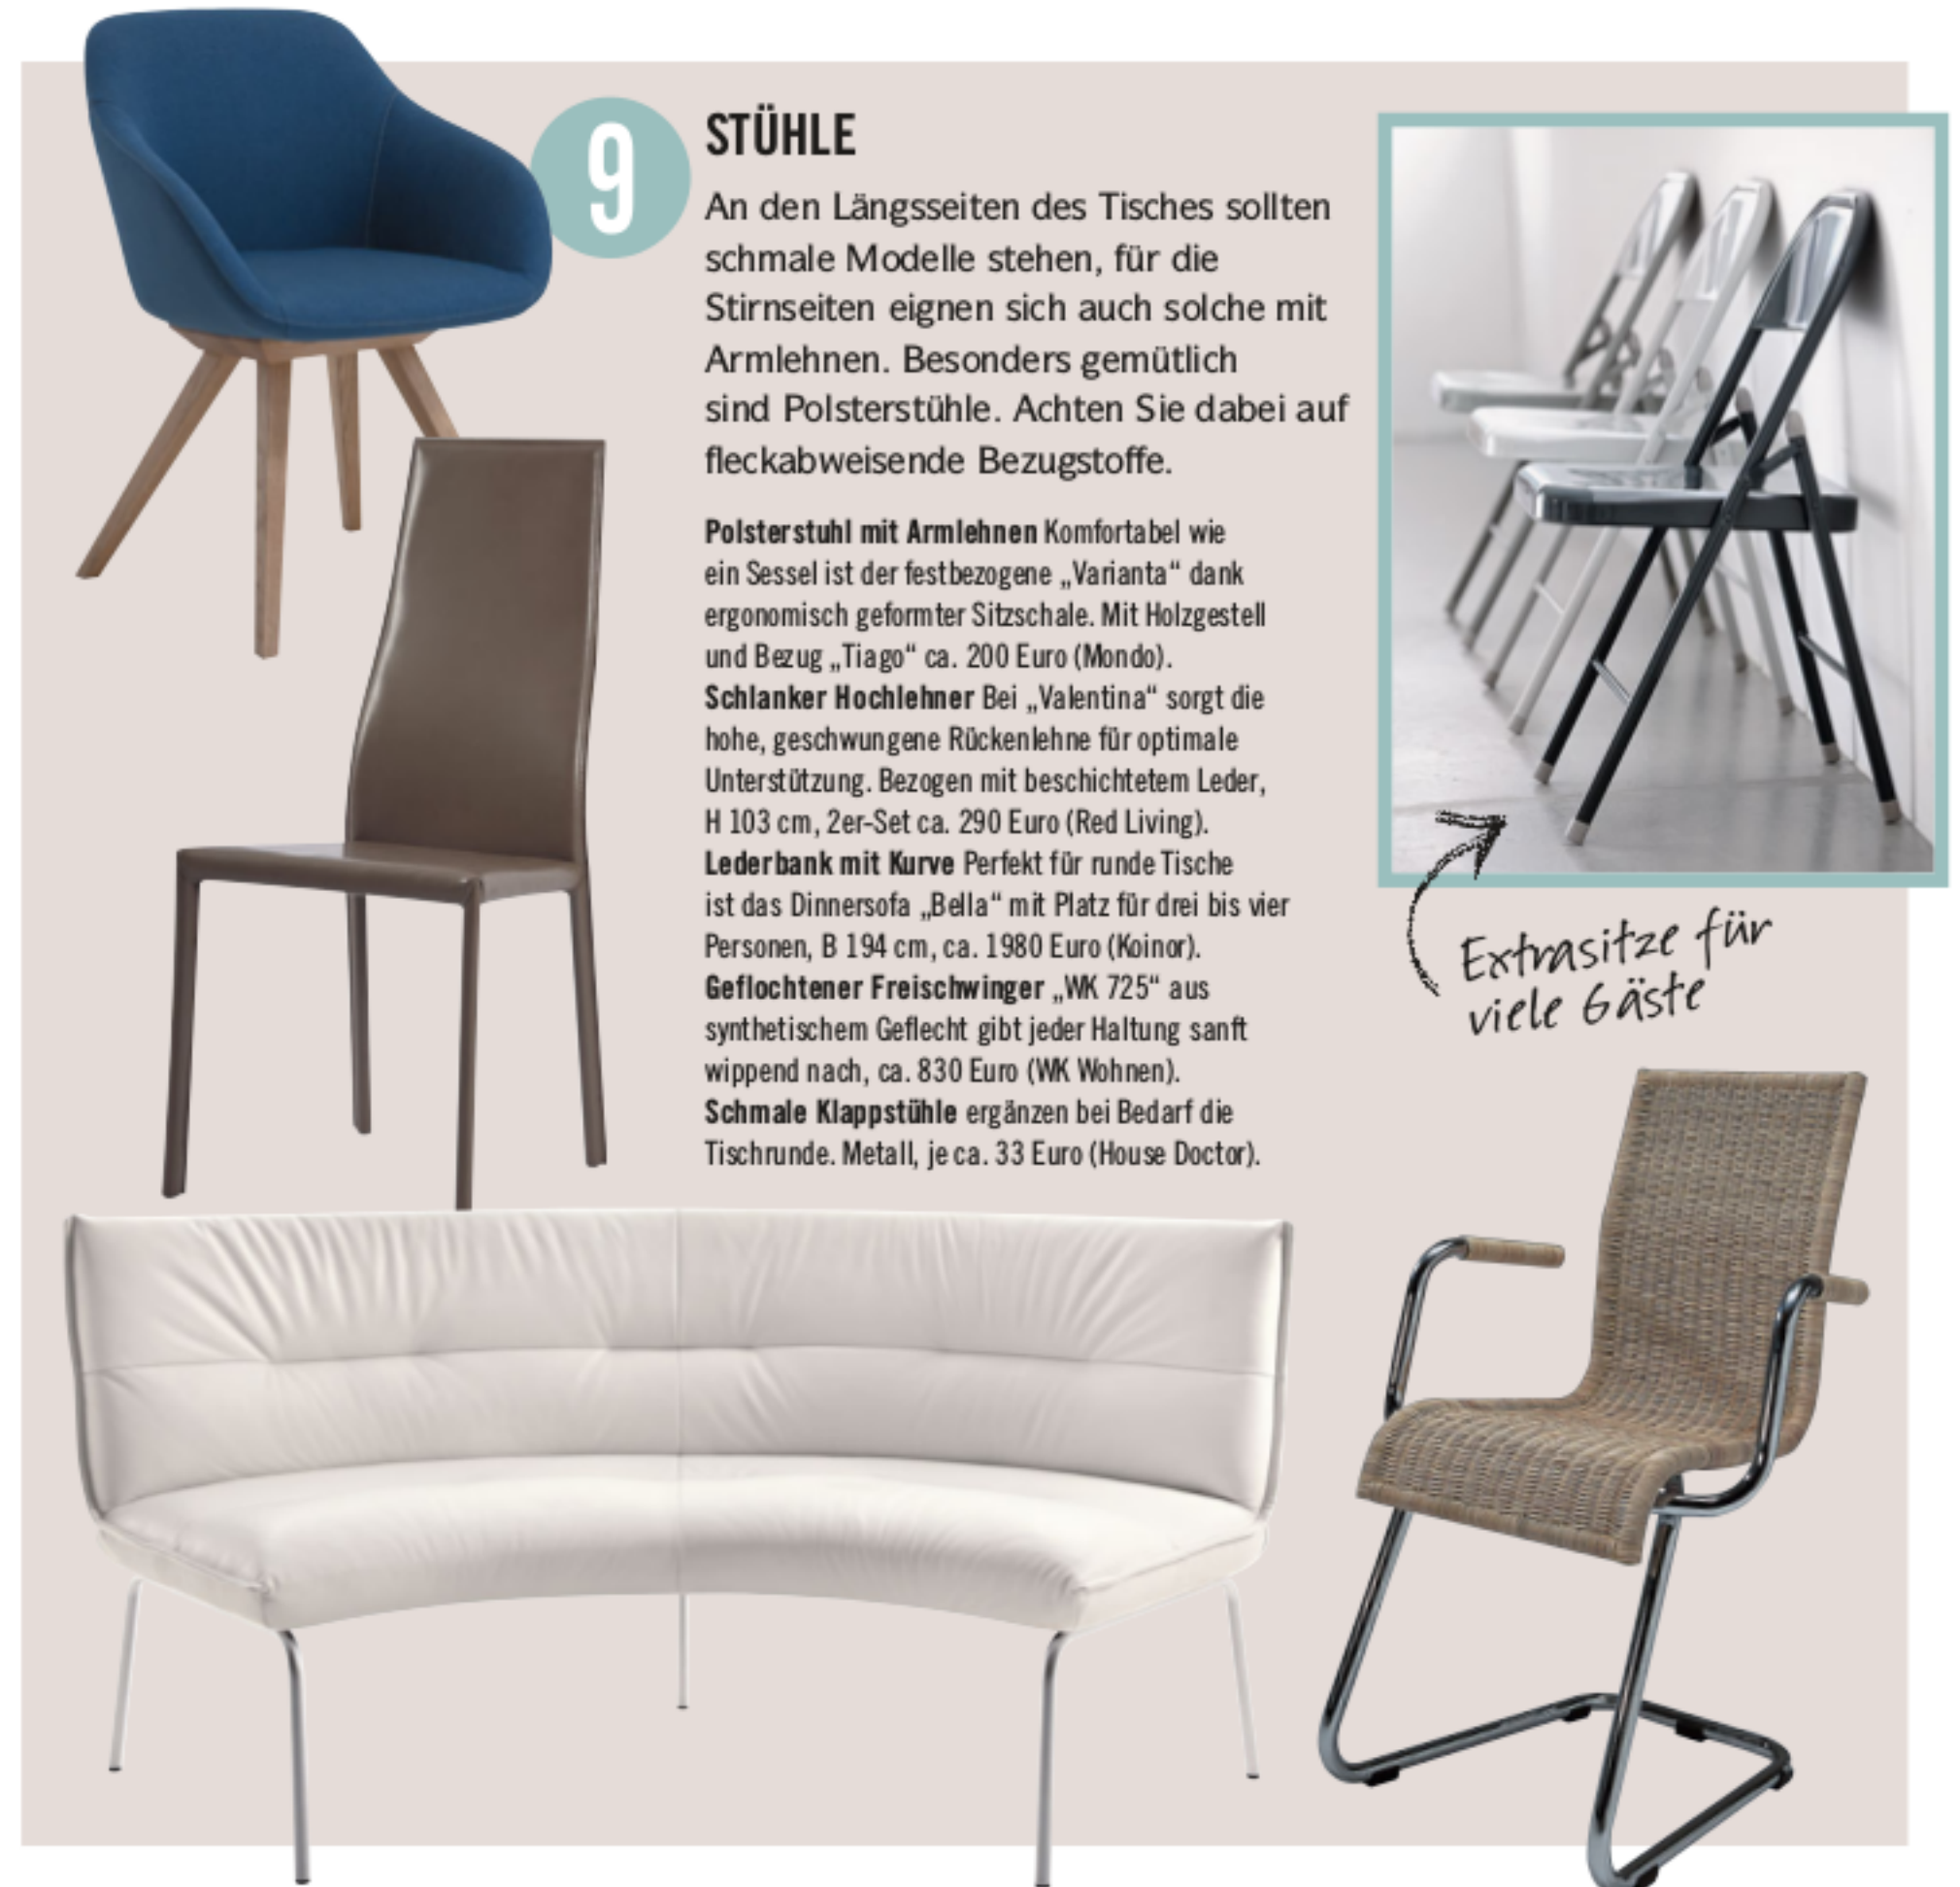 9
STÜHLE
An den Längsseiten des Tisches sollten
schmale Modelle stehen, für die
Stirnseiten eignen sich auch solche mit
Armlehnen. Besonders gemütlich
sind Polsterstühle. Achten Sie dabei auf
fleckabweisende Bezugstoffe.
Polsterstuhl mit Armlehnen Komfortabel wie
ein Sessel ist der festbezogene „Varianta“ dank
ergonomisch geformter Sitzschale. Mit Holzgestell
und Bezug „Tiago“ ca. 200 Euro (Mondo).
Schlanker Hochlehner Bei „Valentina“ sorgt die
hohe, geschwungene Rückenlehne für optimale
Unterstützung. Bezogen mit beschichtetem Leder,
H 103 cm, 2er-Set ca. 290 Euro (Red Living).
Lederbank mit Kurve Perfekt für runde Tische
ist das Dinnersofa „Bella“ mit Platz für drei bis vier
Personen, B 194 cm, ca. 1980 Euro (Koinor).
Geflochtener Freischwinger „WK 725“ aus
synthetischem Geflecht gibt jeder Haltung sanft
wippend nach, ca. 830 Euro (WK Wohnen).
Schmale Klappstühle ergänzen bei Bedarf die
Tischrunde. Metall, je ca. 33 Euro (House Doctor).
Extrasitze für
viele Gäste